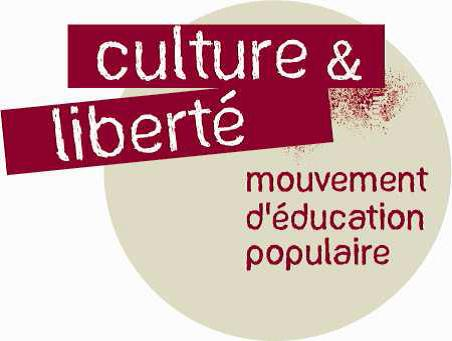 culture &
liberté
mouvement
d'éducation
populaire